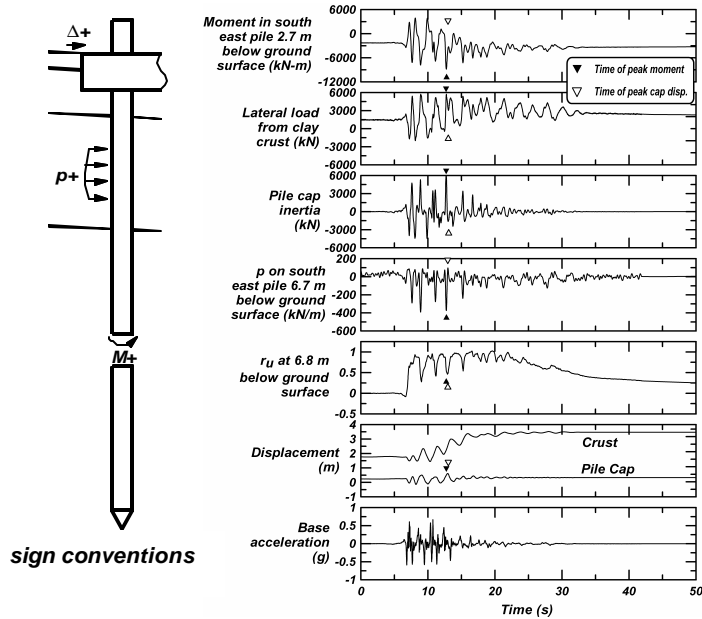 Δ+
p+
M+
sign conventions
Moment in south
east pile 2.7 m
below ground
surface (kN-m)
6000
0
-6000
-12000
Time of peak moment
Time of peak cap disp.
Lateral load
from clay
crust (kN)
6000
3000
0
-3000
-6000
Pile cap
inertia
(kN)
6000
3000
0
-3000
-6000
p on south
east pile 6.7 m
below ground
surface (kN/m)
200
0
-200
-400
-600
ru at 6.8 m
below ground
surface
1
0.5
0
-0.5
Displacement
(m)
4
3
2
1
0
-1
Crust
Pile Cap
Base
acceleration
(g)
1
0.5
0
-0.5
-1
0 10 20 30 40 50
Time (s)